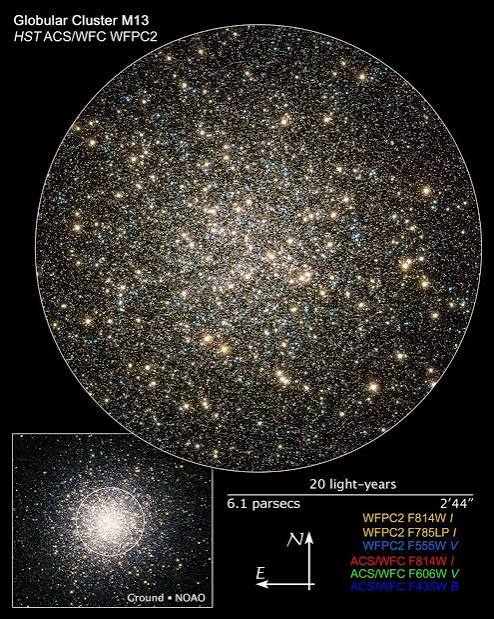 Globular Cluster M13
HST ACS/WFC WFPC2
20 light-years
6.1 parsecs 2′44″
WFPC2 F814W I
WFPC2 F785LP I
WFPC2 F555W V
ACS/WFC F814W I
ACS/WFC F606W V
ACS/WFC F435W B
N
E
Ground • NOAO